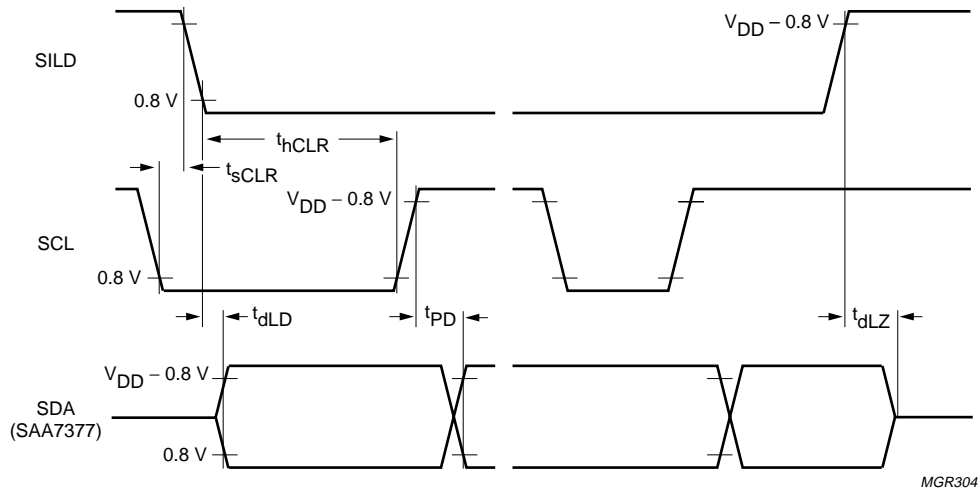 V_DD – 0.8 V
SILD
0.8 V
t_hCLR
t_sCLR
V_DD – 0.8 V
SCL
0.8 V
t_dLD
t_PD
t_dLZ
V_DD – 0.8 V
SDA
(SAA7377)
0.8 V
MGR304